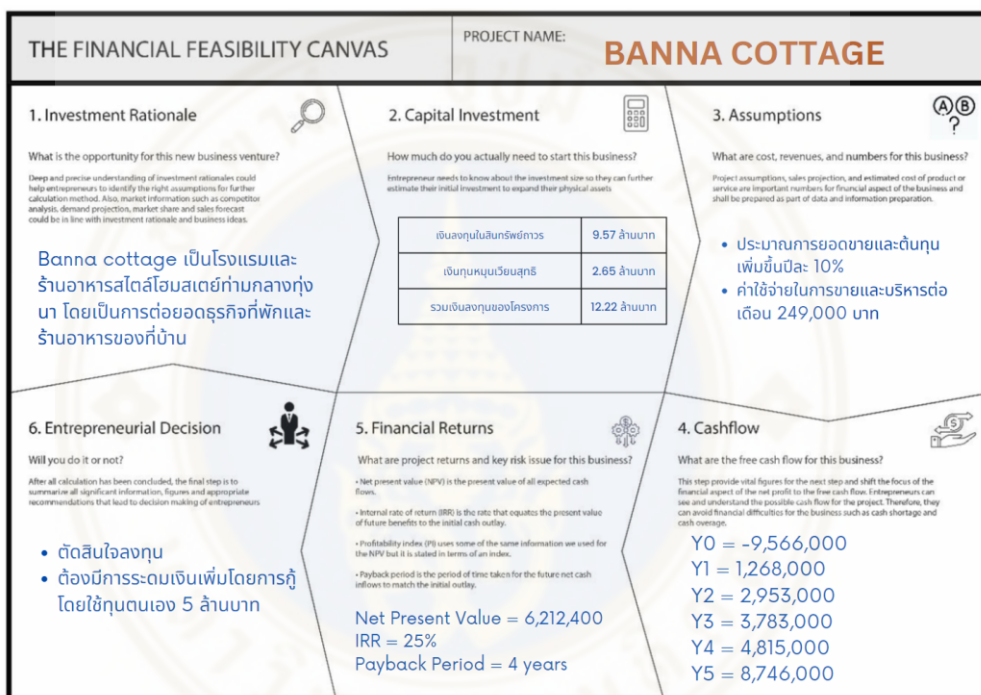 THE FINANCIAL FEASIBILITY CANVAS
PROJECT NAME:
BANNA COTTAGE
1. Investment Rationale
What is the opportunity for this new business venture?
Deep and precise understanding of investment rationales could
help entrepreneurs to identify the right assumptions for further
calculation method. Also, market information such as competitor
analysis, demand projection, market share and sales forecast
could be in line with investment rationale and business ideas.
Banna cottage เป็นโรงแรมและ
ร้านอาหารสไตล์โฮมสเตย์ท่ามกลางทุ่ง
นา โดยเป็นการต่อยอดธุรกิจที่พักและ
ร้านอาหารของที่บ้าน
2. Capital Investment
How much do you actually need to start this business?
Entrepreneur needs to know about the investment size so they can further
estimate their initial investment to expand their physical assets
เงินลงทุนในสินทรัพย์ถาวร 9.57 ล้านบาท
เงินทุนหมุนเวียนสุทธิ 2.65 ล้านบาท
รวมเงินลงทุนของโครงการ 12.22 ล้านบาท
3. Assumptions
A B
?
What are cost, revenues, and numbers for this business?
Project assumptions, sales projection, and estimated cost of product or
service are important numbers for financial aspect of the business and
shall be prepared as part of data and information preparation.
• ประมาณการยอดขายและต้นทุน
เพิ่มขึ้นปีละ 10%
• ค่าใช้จ่ายในการขายและบริหารต่อ
เดือน 249,000 บาท
6. Entrepreneurial Decision
Will you do it or not?
After all calculation has been concluded, the final step is to
summarize all significant information, figures and appropriate
recommendations that lead to decision making of entrepreneurs
• ตัดสินใจลงทุน
• ต้องมีการระดมเงินเพิ่มโดยการกู้
โดยใช้ทุนตนเอง 5 ล้านบาท
5. Financial Returns
What are project returns and key risk issue for this business?
• Net present value (NPV) is the present value of all expected cash
flows.
• Internal rate of return (IRR) is the rate that equates the present value
of future benefits to the initial cash outlay.
• Profitability index (PI) uses some of the same information we used for
the NPV but it is stated in terms of an index.
• Payback period is the period of time taken for the future net cash
inflows to match the initial outlay.
Net Present Value = 6,212,400
IRR = 25%
Payback Period = 4 years
4. Cashflow
What are the free cash flow for this business?
This step provide vital figures for the next step and shift the focus of the
financial aspect of the net profit to the free cash flow. Entrepreneurs can
see and understand the possible cash flow for the project. Therefore, they
can avoid financial difficulties for the business such as cash shortage and
cash overage.
Y0 = -9,566,000
Y1 = 1,268,000
Y2 = 2,953,000
Y3 = 3,783,000
Y4 = 4,815,000
Y5 = 8,746,000